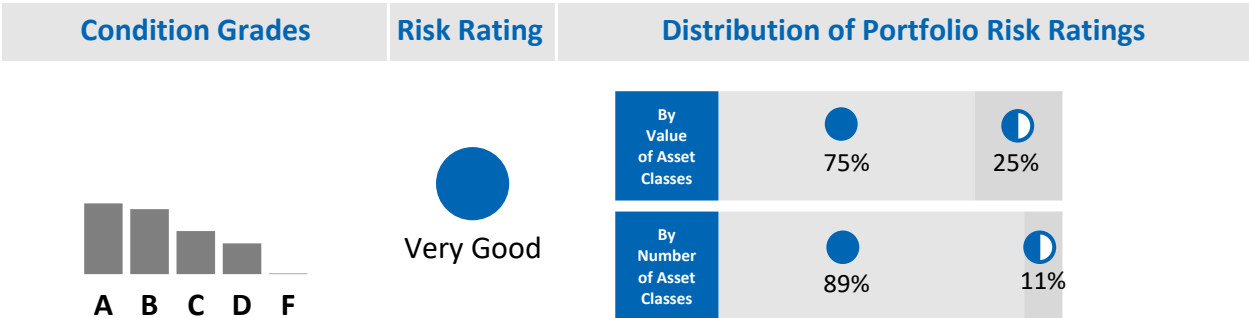 Condition Grades
Risk Rating
Distribution of Portfolio Risk Ratings
A B C D F
Very Good
By
Value
of Asset
Classes
75%
25%
By
Number
of Asset
Classes
89%
11%